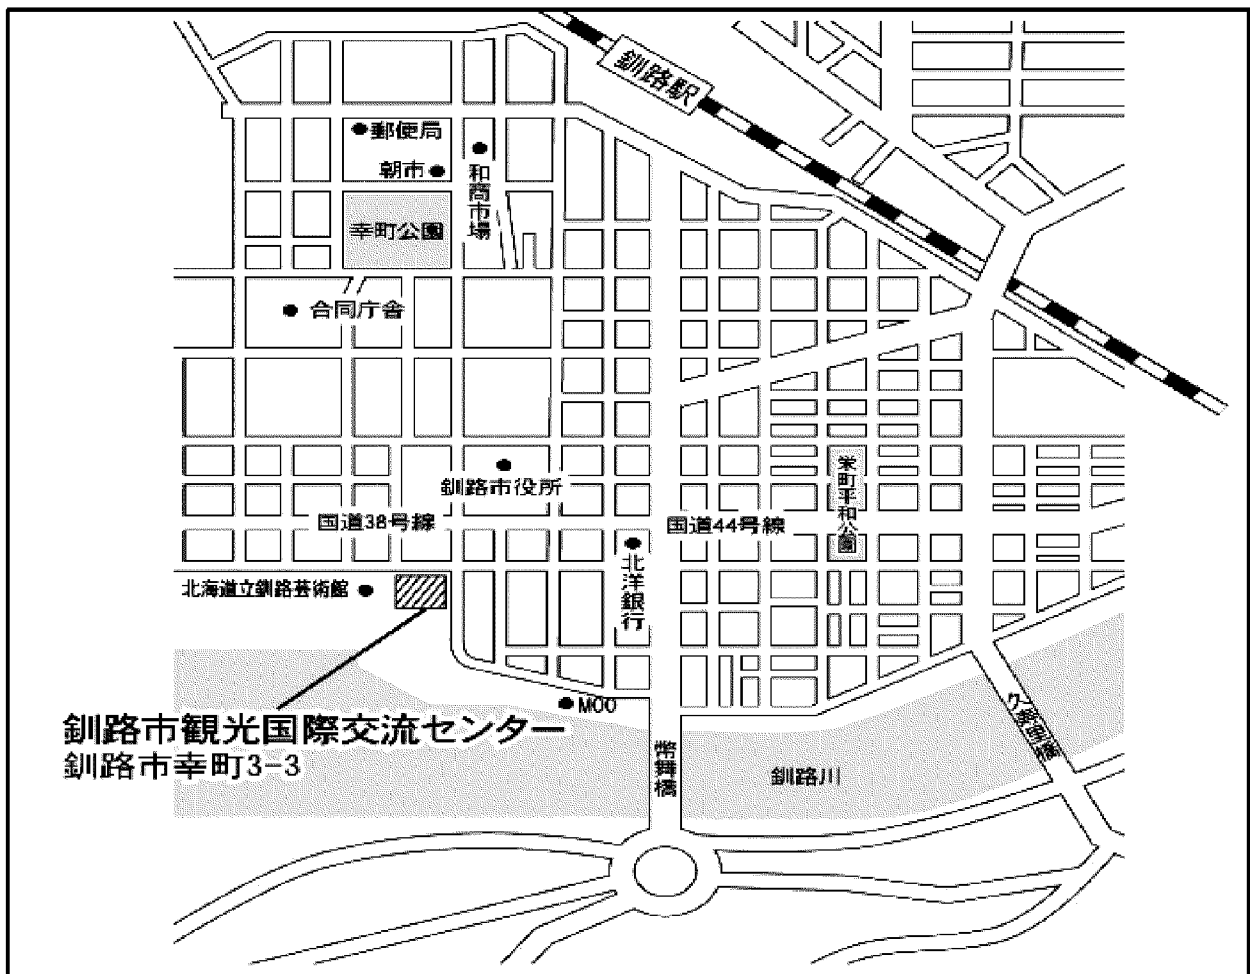 釧路駅
郵便局
朝市
和商市場
幸町公園
合同庁舎
釧路市役所
栄町平和公園
国道38号線
国道44号線
北洋銀行
北海道立釧路芸術館
MOO
久寿里橋
釧路市観光国際交流センター
釧路市幸町3-3
幣舞橋
釧路川